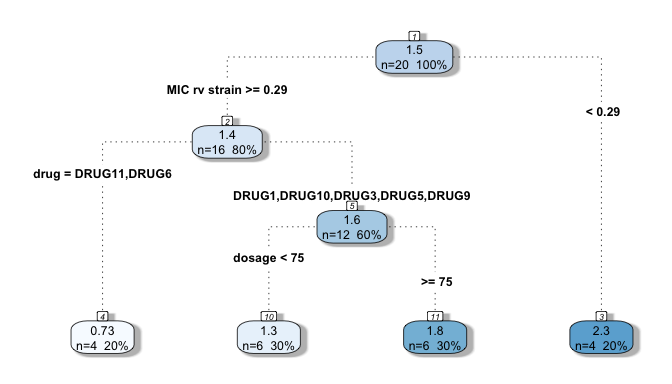 1
1.5
n=20 100%
MIC rv strain >= 0.29
< 0.29
2
1.4
n=16 80%
drug = DRUG11,DRUG6
DRUG1,DRUG10,DRUG3,DRUG5,DRUG9
5
1.6
n=12 60%
dosage < 75
>= 75
4
0.73
n=4 20%
10
1.3
n=6 30%
11
1.8
n=6 30%
3
2.3
n=4 20%